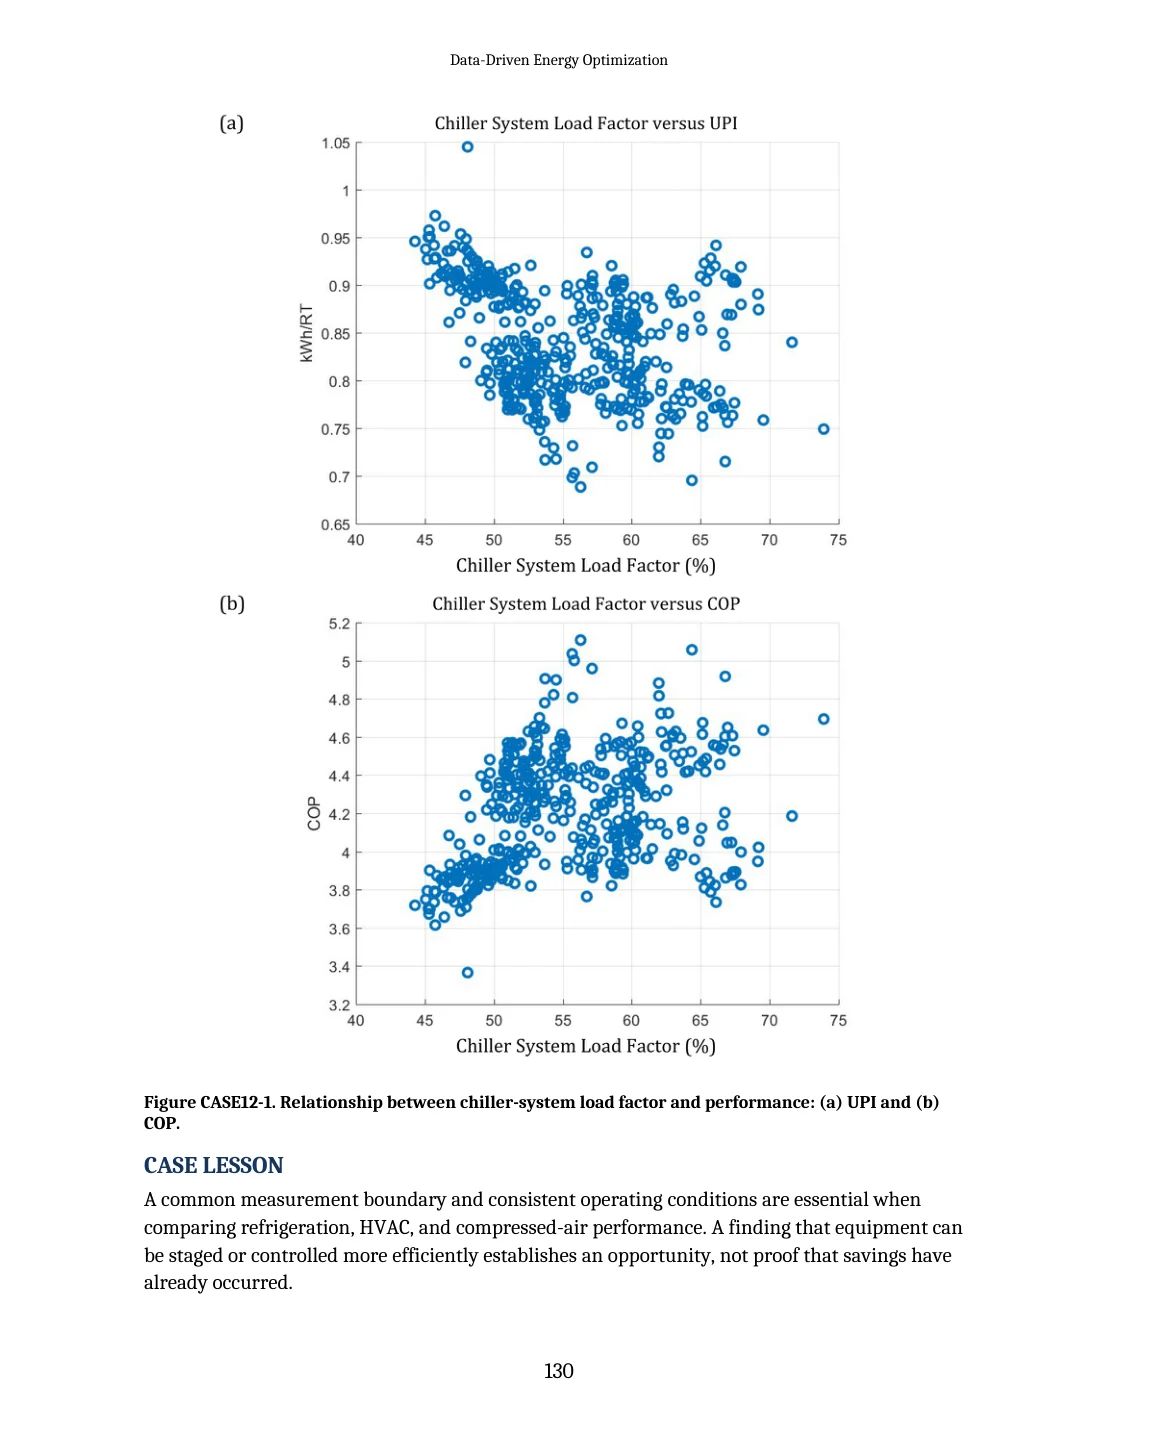 Data-Driven Energy Optimization
(a)
Chiller System Load Factor versus UPI
1.05
1
0.95
0.9
0.85
0.8
0.75
0.7
0.65
kWh/RT
40 45 50 55 60 65 70 75
Chiller System Load Factor (%)
(b)
Chiller System Load Factor versus COP
5.2
5
4.8
4.6
4.4
4.2
4
3.8
3.6
3.4
3.2
COP
40 45 50 55 60 65 70 75
Chiller System Load Factor (%)
Figure CASE12-1. Relationship between chiller-system load factor and performance: (a) UPI and (b)
COP.
CASE LESSON
A common measurement boundary and consistent operating conditions are essential when
comparing refrigeration, HVAC, and compressed-air performance. A finding that equipment can
be staged or controlled more efficiently establishes an opportunity, not proof that savings have
already occurred.
130